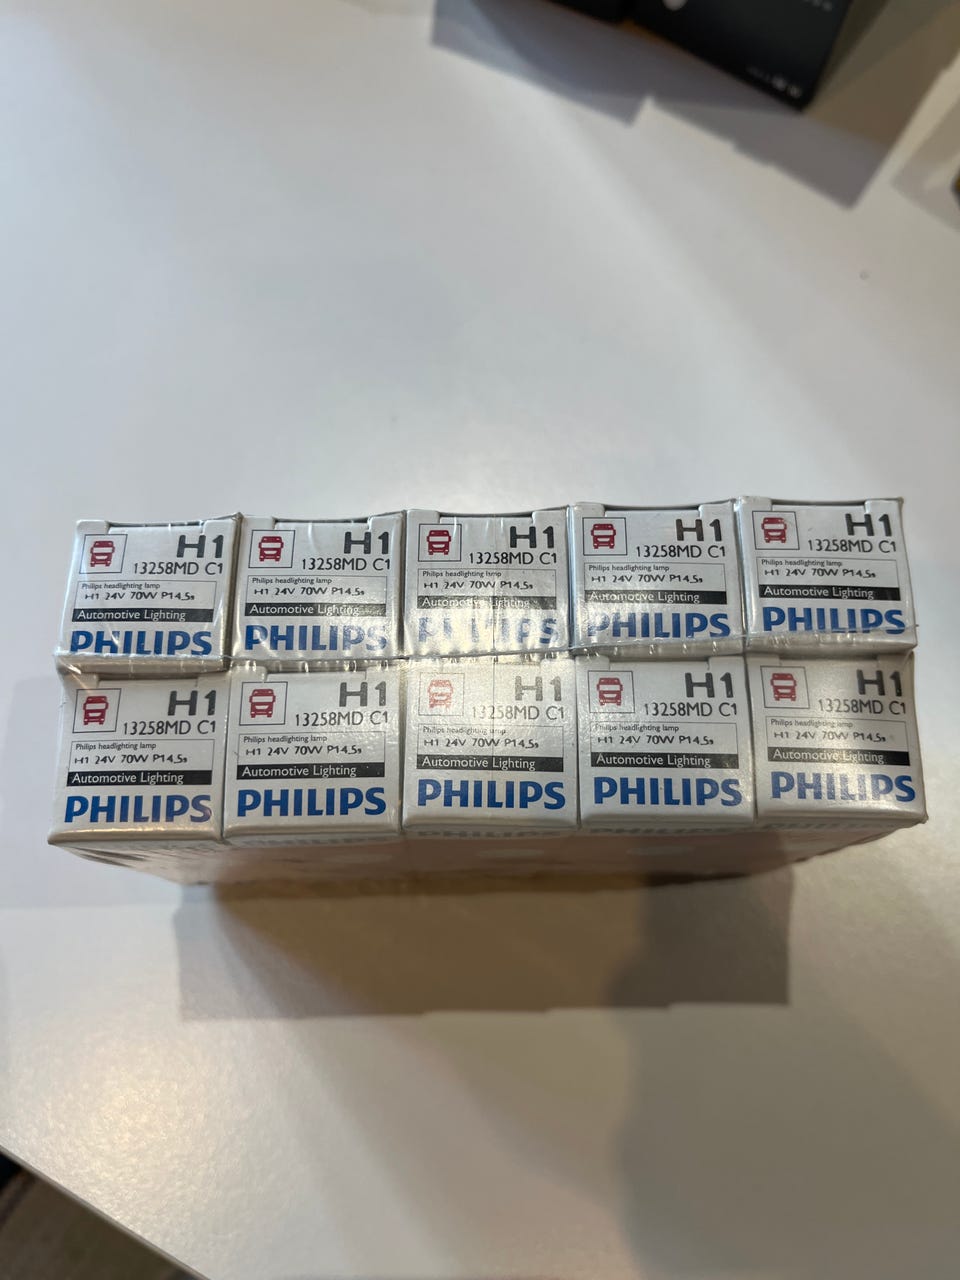 H1
13258MD C1
Philips headlighting lamp
H1 24V 70W P14,5s
Automotive Lighting
PHILIPS
H1
13258MD C1
Philips headlighting lamp
H1 24V 70W P14,5s
Automotive Lighting
PHILIPS
H1
13258MD C1
Philips headlighting lamp
H1 24V 70W P14,5s
Automotive Lighting
PHILIPS
H1
13258MD C1
Philips headlighting lamp
H1 24V 70W P14,5s
Automotive Lighting
PHILIPS
H1
13258MD C1
Philips headlighting lamp
H1 24V 70W P14,5s
Automotive Lighting
PHILIPS
H1
13258MD C1
Philips headlighting lamp
H1 24V 70W P14,5s
Automotive Lighting
PHILIPS
H1
13258MD C1
Philips headlighting lamp
H1 24V 70W P14,5s
Automotive Lighting
PHILIPS
H1
13258MD C1
Philips headlighting lamp
H1 24V 70W P14,5s
Automotive Lighting
PHILIPS
H1
13258MD C1
Philips headlighting lamp
H1 24V 70W P14,5s
Automotive Lighting
PHILIPS
H1
13258MD C1
Philips headlighting lamp
H1 24V 70W P14,5s
Automotive Lighting
PHILIPS